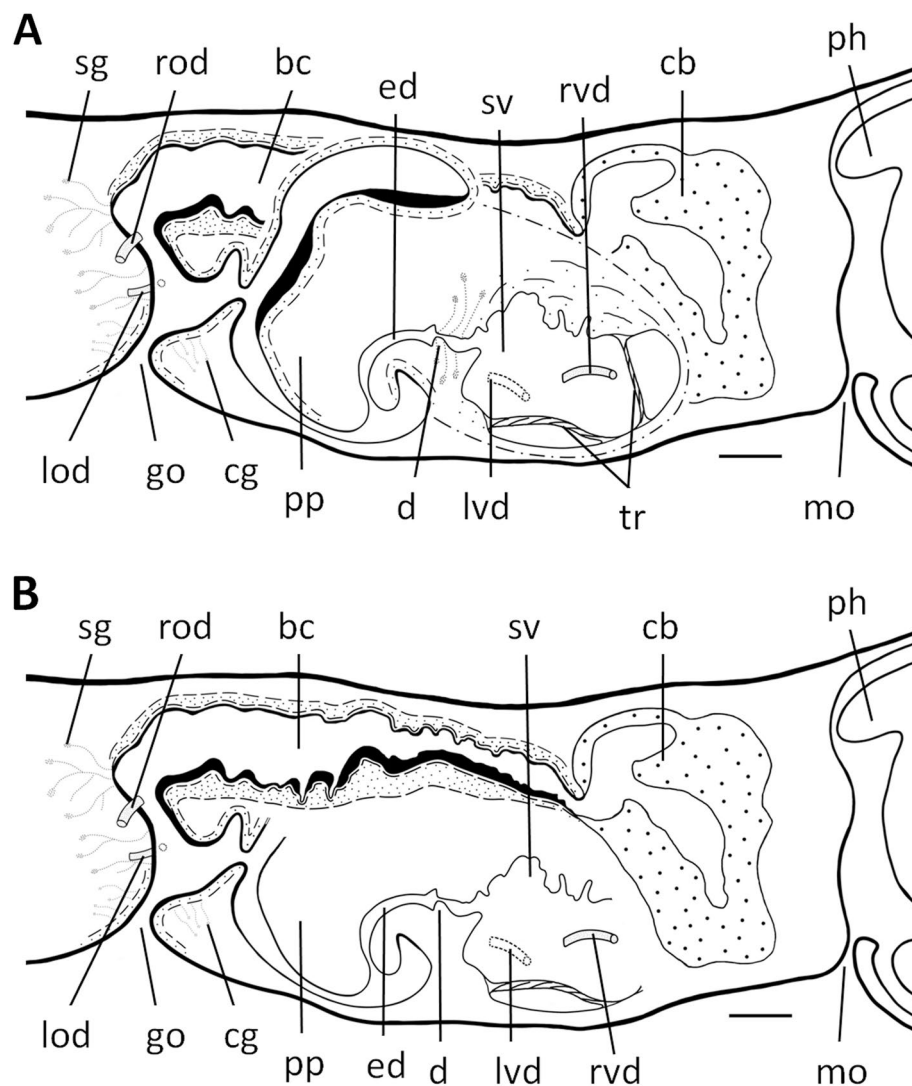 A
sg rod bc ed sv rvd cb ph
lod go cg pp d lvd tr mo
B
sg rod bc sv cb ph
lod go cg pp ed d lvd rvd mo